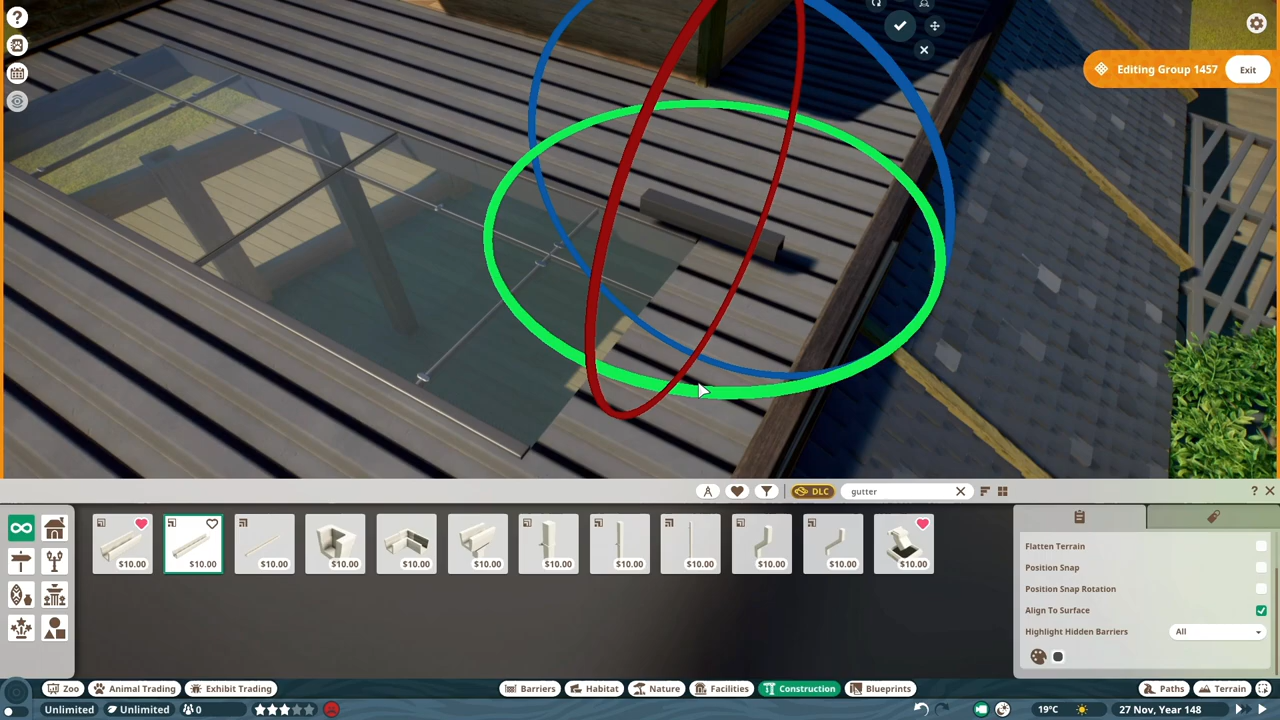 ?
Editing Group 1457
Exit
DLC
gutter
?
$10.00
$10.00
$10.00
$10.00
$10.00
$10.00
$10.00
$10.00
$10.00
$10.00
$10.00
$10.00
Flatten Terrain
Position Snap
Position Snap Rotation
Align To Surface
Highlight Hidden Barriers
All
Zoo
Animal Trading
Exhibit Trading
Barriers
Habitat
Nature
Facilities
Construction
Blueprints
Paths
Terrain
Unlimited
Unlimited
0
19°C
27 Nov, Year 148